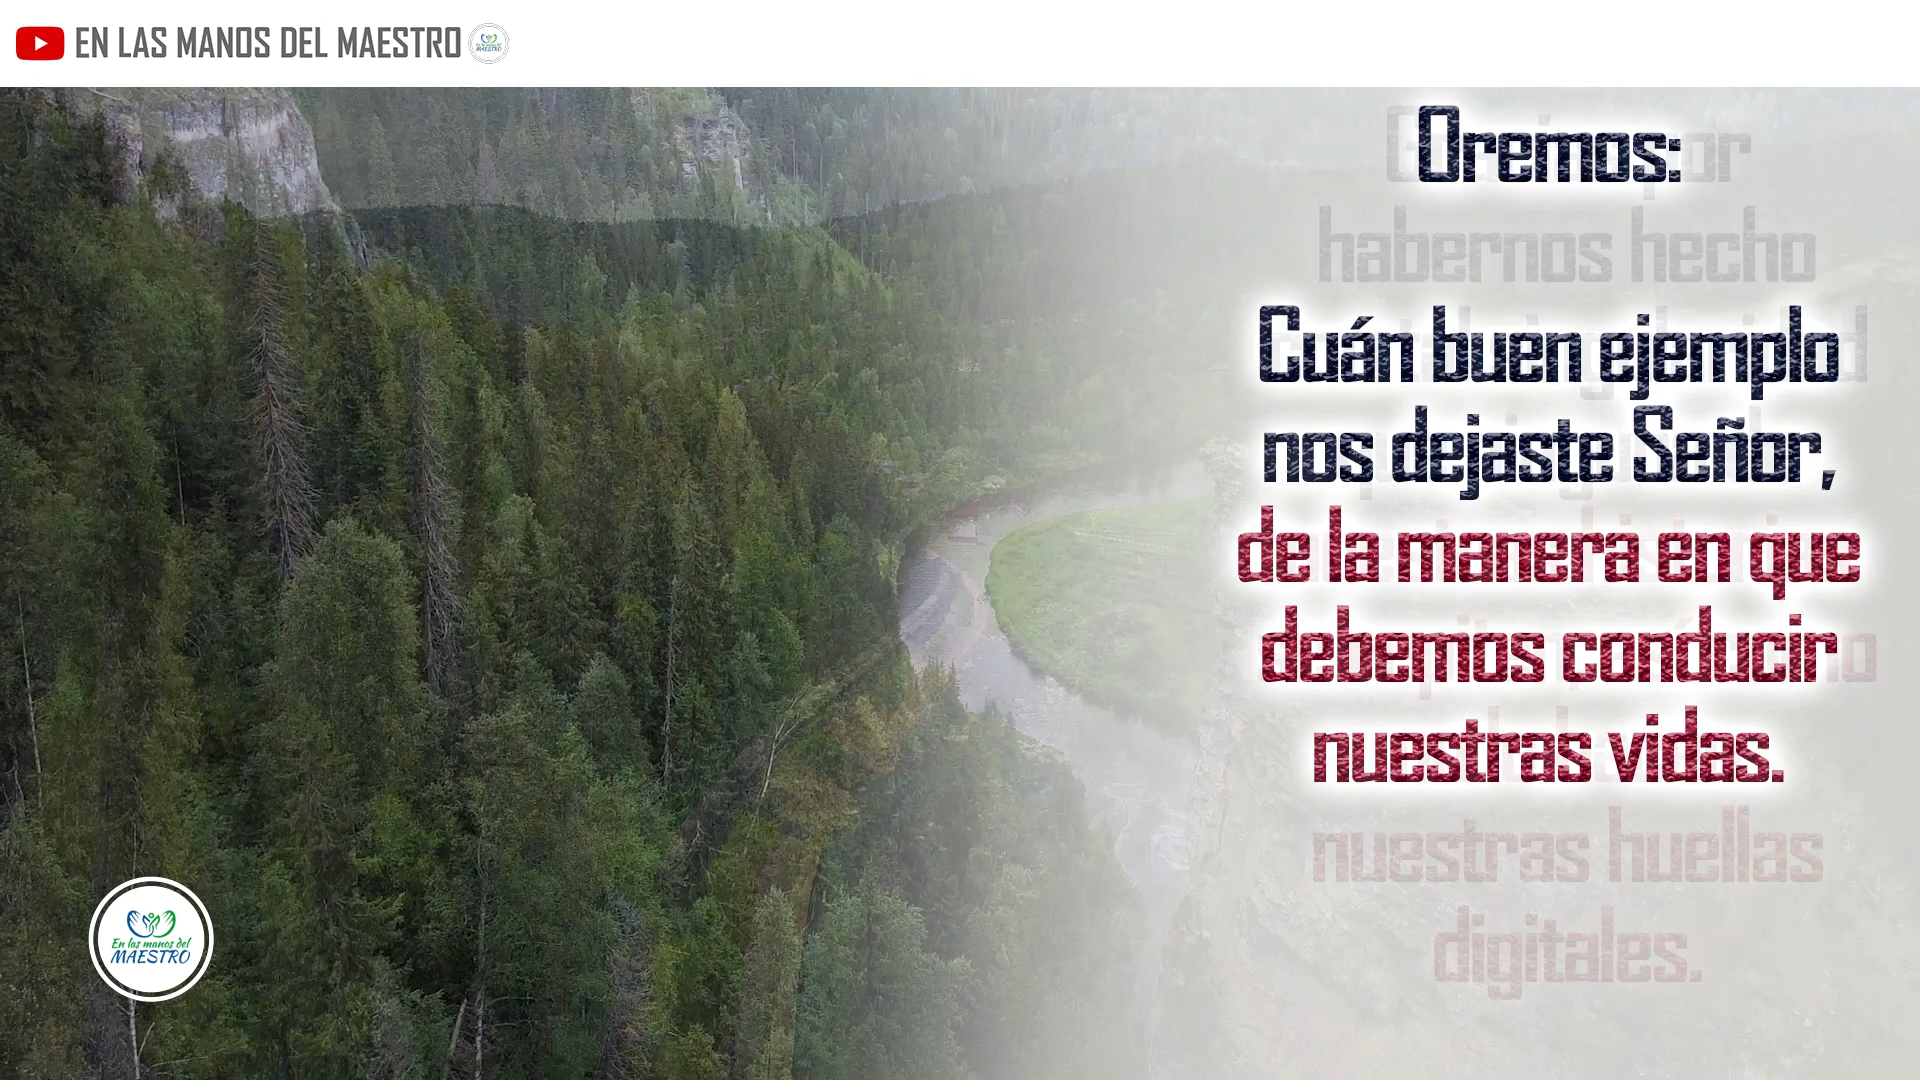 EN LAS MANOS DEL MAESTRO
Oremos:
habernos hecho
Cuán buen ejemplo
nos dejaste Señor,
de la manera en que
debemos conducir
nuestras vidas.
nuestras huellas
digitales.
En las manos del
MAESTRO